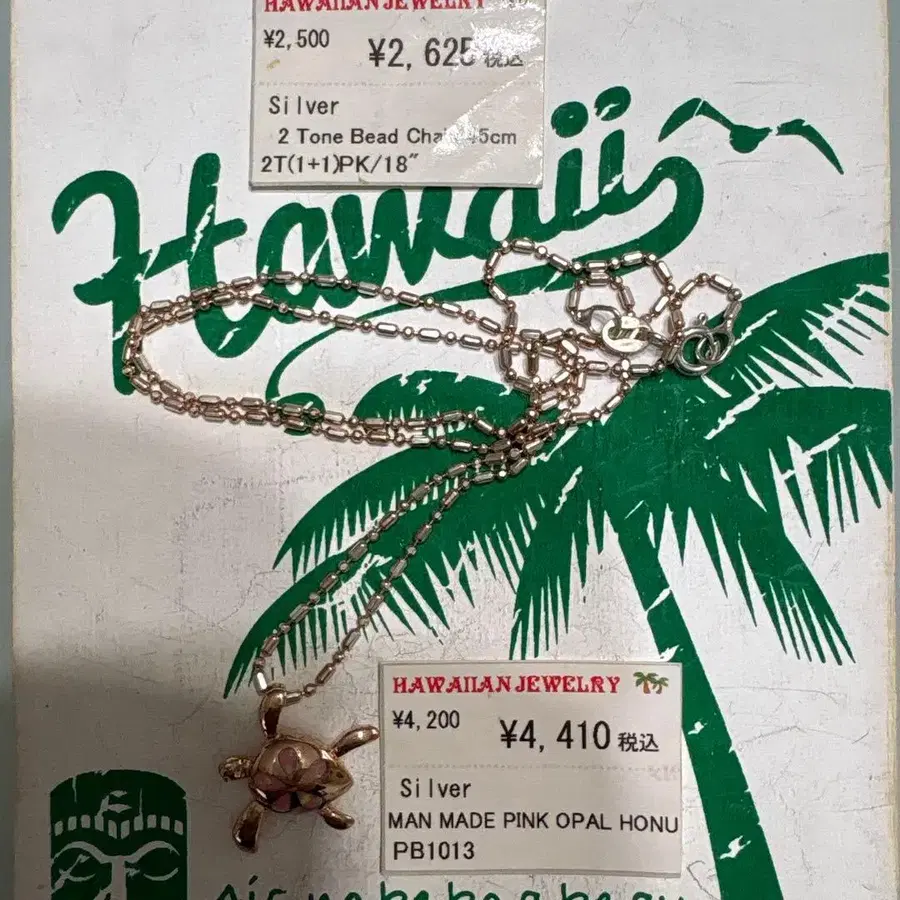 HAWAIIAN JEWELRY
¥2,500
¥2,625 税込
Silver
2 Tone Bead Chain 45cm
2T(1+1)PK/18"
Hawaii
HAWAIIAN JEWELRY
¥4,200
¥4,410 税込
Silver
MAN MADE PINK OPAL HONU
PB1013